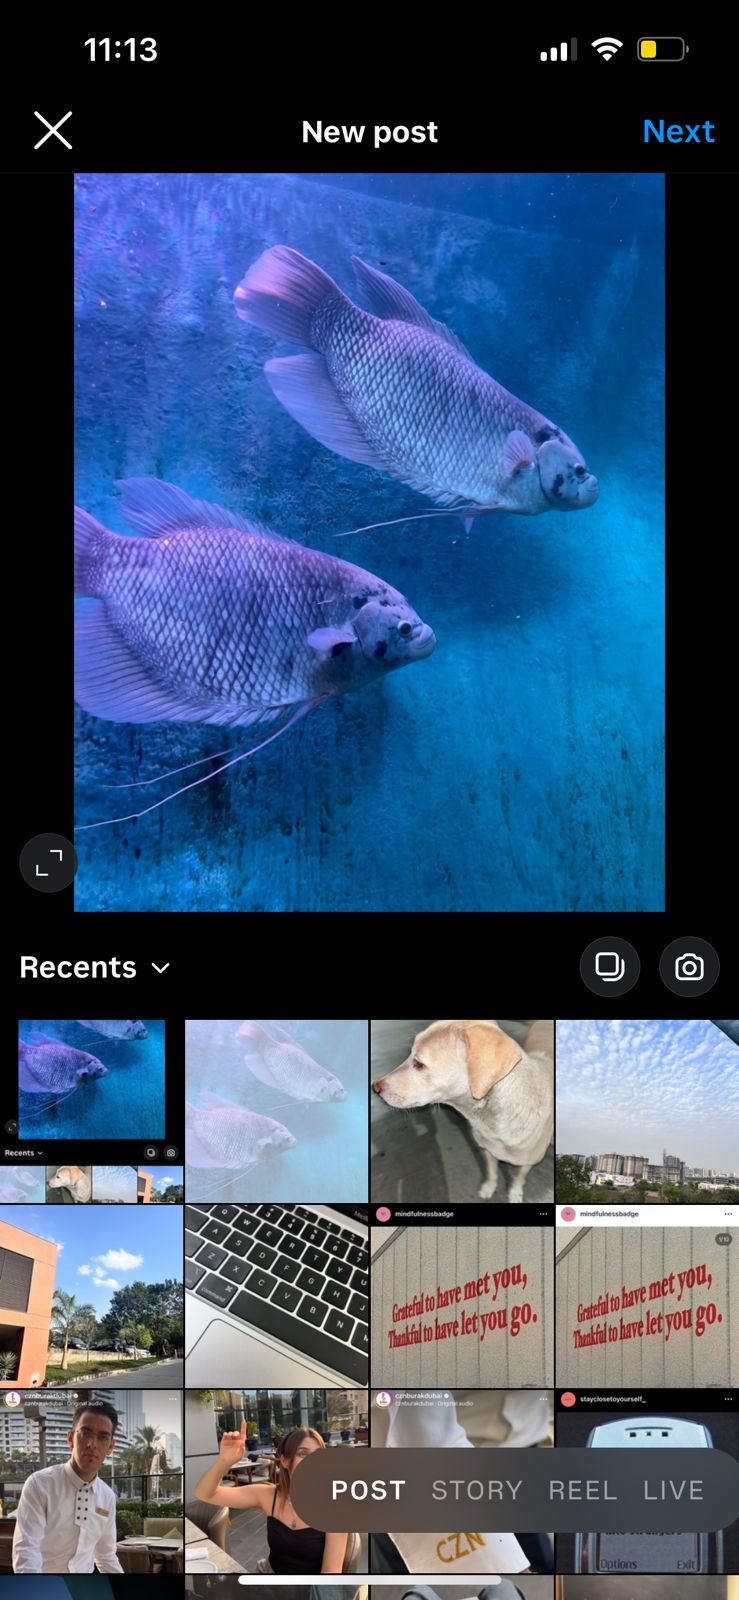 11:13
New post
Next
Recents
Recents
mindfulnessbadge
mindfulnessbadge
1/10
Grateful to have met you,
Thankful to have let you go.
Grateful to have met you,
Thankful to have let you go.
A S D F G H J K
Z X C V B N
command
cznburakdubai
cznburakdubai · Original audio
cznburakdubai
cznburakdubai · Original audio
stayclosetoyourself_
CZN
Options
Exit
POST
STORY
REEL
LIVE